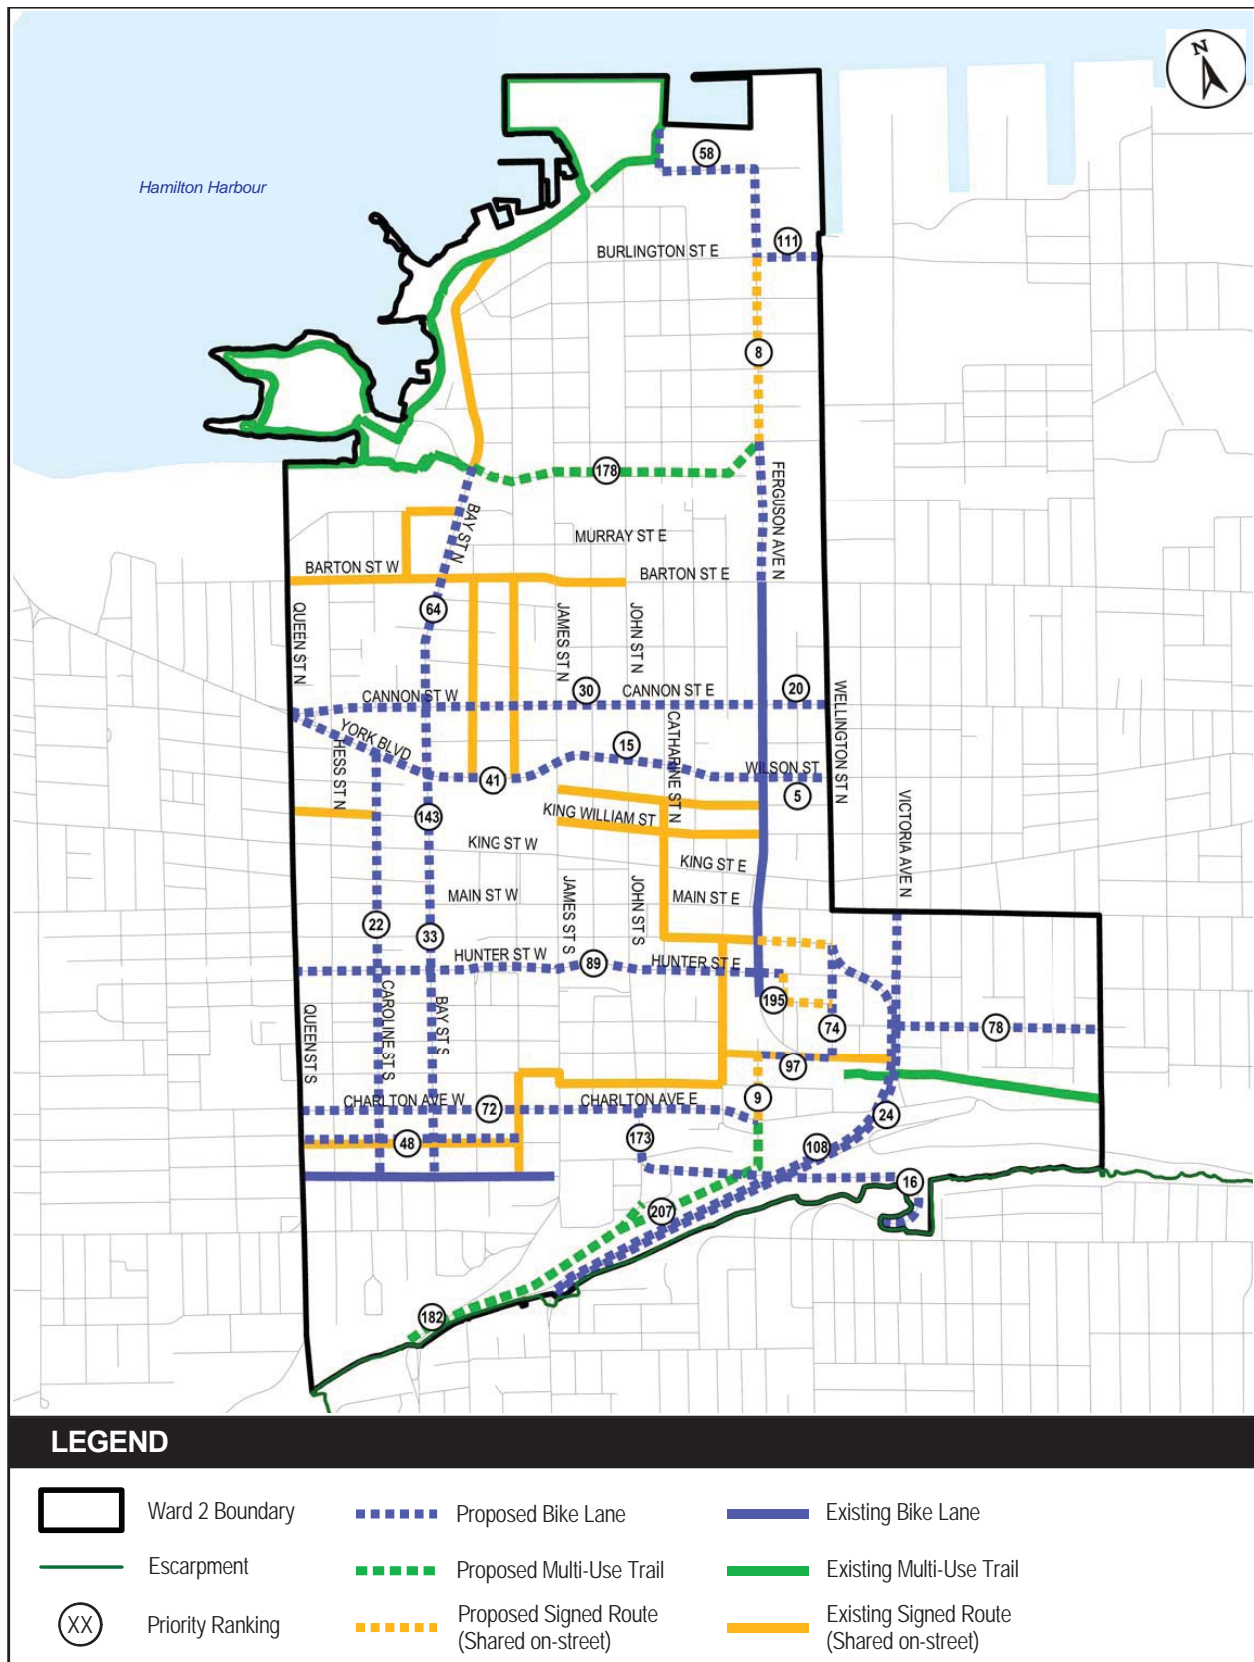 N
58
Hamilton Harbour
111
BURLINGTON ST E
8
178
FERGUSON AVE N
BAY ST N
MURRAY ST E
BARTON ST W
BARTON ST E
64
QUEEN ST N
JAMES ST N
JOHN ST N
30
20
CANNON ST W
CANNON ST E
WELLINGTON ST N
YORK BLVD
CATHARINE ST N
15
HESS ST N
41
WILSON ST
5
VICTORIA AVE N
143
KING WILLIAM ST
KING ST W
KING ST E
MAIN ST W
MAIN ST E
JAMES ST S
JOHN ST S
22
33
HUNTER ST W
89
HUNTER ST E
195
QUEEN ST S
CAROLINE ST S
BAY ST S
74
78
97
CHARLTON AVE W
72
CHARLTON AVE E
9
24
48
173
108
16
207
182
LEGEND
Ward 2 Boundary
Proposed Bike Lane
Existing Bike Lane
Escarpment
Proposed Multi-Use Trail
Existing Multi-Use Trail
XX
Priority Ranking
Proposed Signed Route
(Shared on-street)
Existing Signed Route
(Shared on-street)